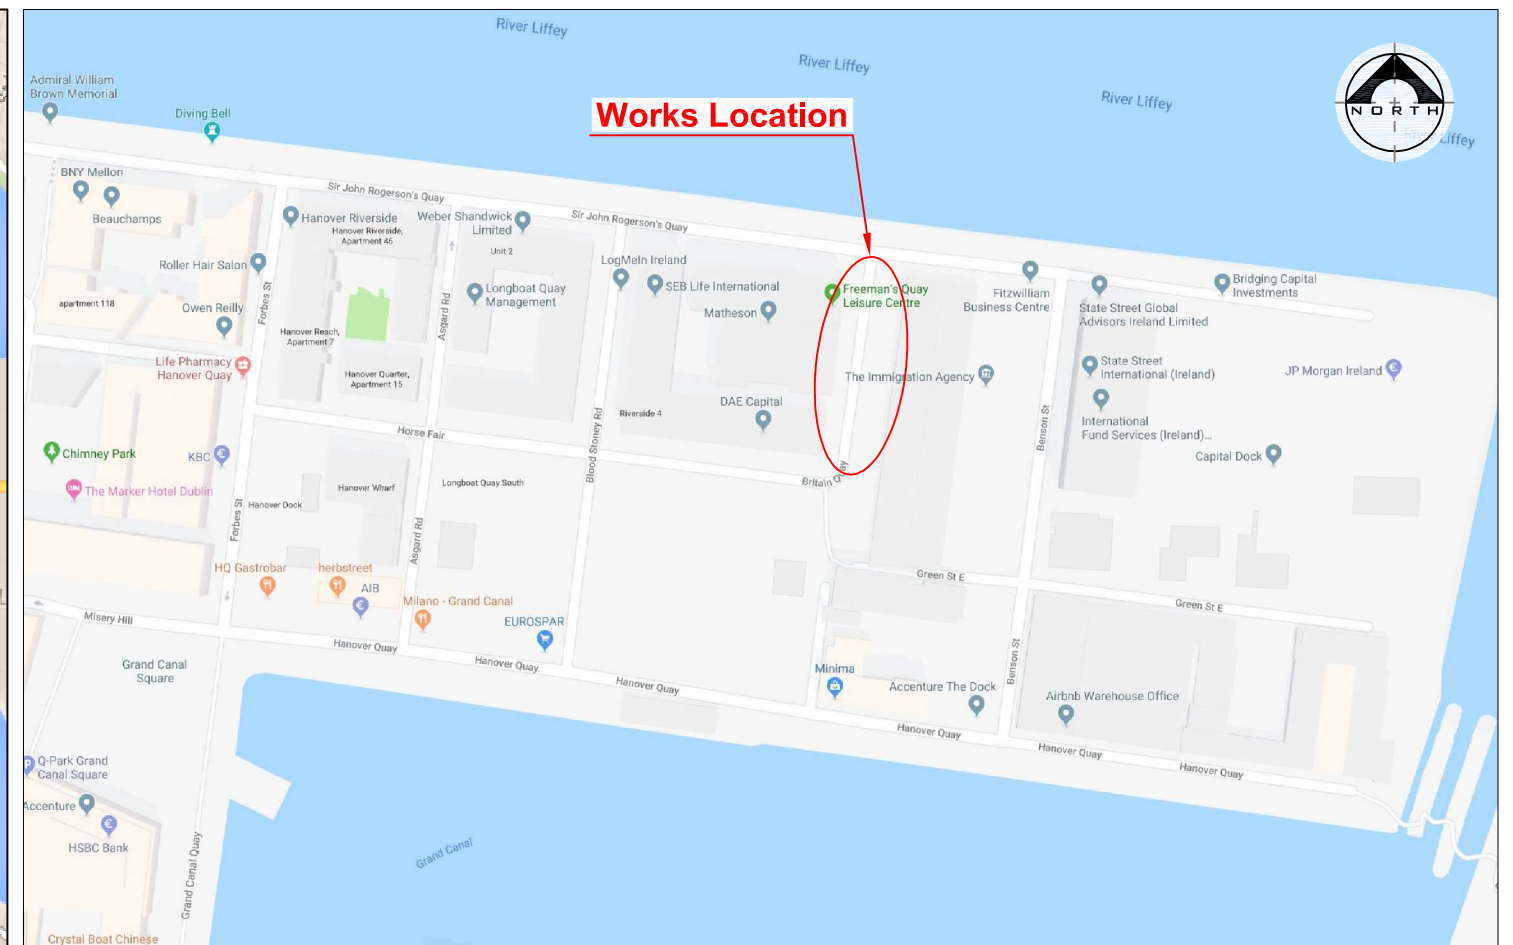 River Liffey
River Liffey
River Liffey
River Liffey
NORTH
Works Location
Admiral William
Brown Memorial
Diving Bell
BNY Mellon
Beauchamps
Sir John Rogerson's Quay
Sir John Rogerson's Quay
Hanover Riverside
Hanover Riverside,
Apartment 46
Weber Shandwick
Limited
Unit 2
Roller Hair Salon
LogMeIn Ireland
SEB Life International
Matheson
Freeman's Quay
Leisure Centre
Fitzwilliam
Business Centre
State Street Global
Advisors Ireland Limited
Bridging Capital
Investments
apartment 118
Owen Reilly
Forbes St
Longboat Quay
Management
Asgard Rd
Hanover Reach,
Apartment 7
Life Pharmacy
Hanover Quay
Hanover Quarter,
Apartment 15
The Immigration Agency
State Street
International (Ireland)
JP Morgan Ireland
DAE Capital
Riverside 4
International
Fund Services (Ireland)...
Benson St
Capital Dock
Horse Fair
Blood Stoney Rd
Chimney Park
KBC
The Marker Hotel Dublin
Hanover Wharf
Longboat Quay South
Britain Quay
Hanover Dock
Forbes St
Asgard Rd
HQ Gastrobar
herbstreet
AIB
Milano - Grand Canal
EUROSPAR
Green St E
Green St E
Misery Hill
Hanover Quay
Hanover Quay
Hanover Quay
Grand Canal
Square
Minima
Accenture The Dock
Benson St
Airbnb Warehouse Office
Hanover Quay
Hanover Quay
Hanover Quay
Q-Park Grand
Canal Square
Accenture
HSBC Bank
Grand Canal Quay
Grand Canal
Crystal Boat Chinese